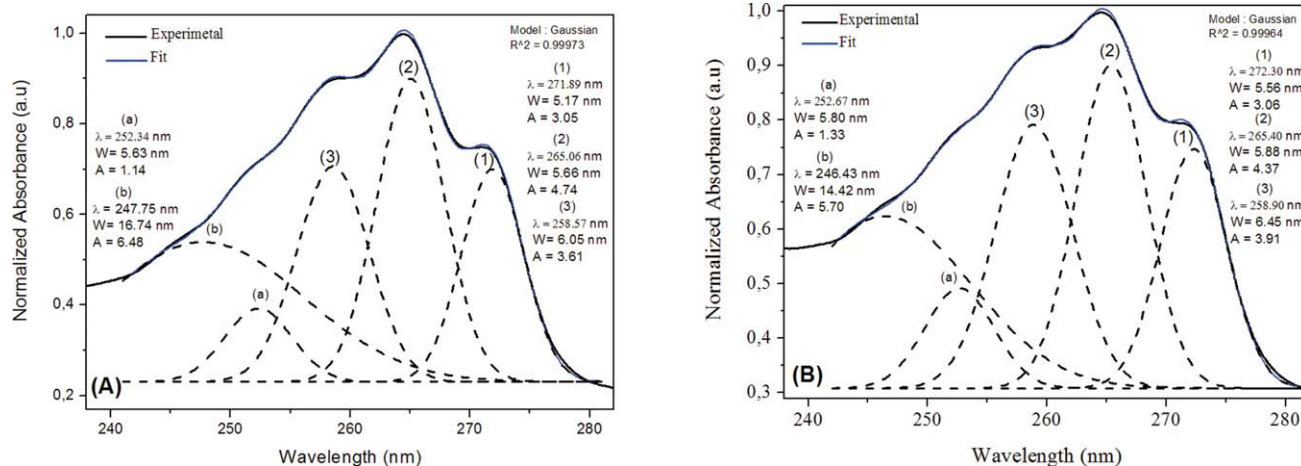 Experimetal
Fit
Model : Gaussian
R^2 = 0.99973
(1)
λ = 271.89 nm
W= 5.17 nm
A = 3.05
(2)
λ = 265.06 nm
W= 5.66 nm
A = 4.74
(3)
λ = 258.57 nm
W= 6.05 nm
A = 3.61
(a)
λ = 252.34 nm
W= 5.63 nm
A = 1.14
(b)
λ = 247.75 nm
W= 16.74 nm
A = 6.48
(2)
(3)
(1)
(b)
(a)
(A)
1,0
0,8
0,6
0,4
0,2
240
250
260
270
280
Normalized Absorbance (a.u)
Wavelength (nm)
Experimental
Fit
Model : Gaussian
R^2 = 0.99964
(1)
λ = 272.30 nm
W= 5.56 nm
A = 3.06
(2)
λ = 265.40 nm
W= 5.88 nm
A = 4.37
(3)
λ = 258.90 nm
W= 6.45 nm
A = 3.91
(a)
λ = 252.67 nm
W= 5.80 nm
A = 1.33
(b)
λ = 246.43 nm
W= 14.42 nm
A = 5.70
(2)
(3)
(1)
(b)
(a)
(B)
1,0
0,9
0,8
0,7
0,6
0,5
0,4
0,3
240
250
260
270
280
Normalized Absorbance (a.u)
Wavelength (nm)